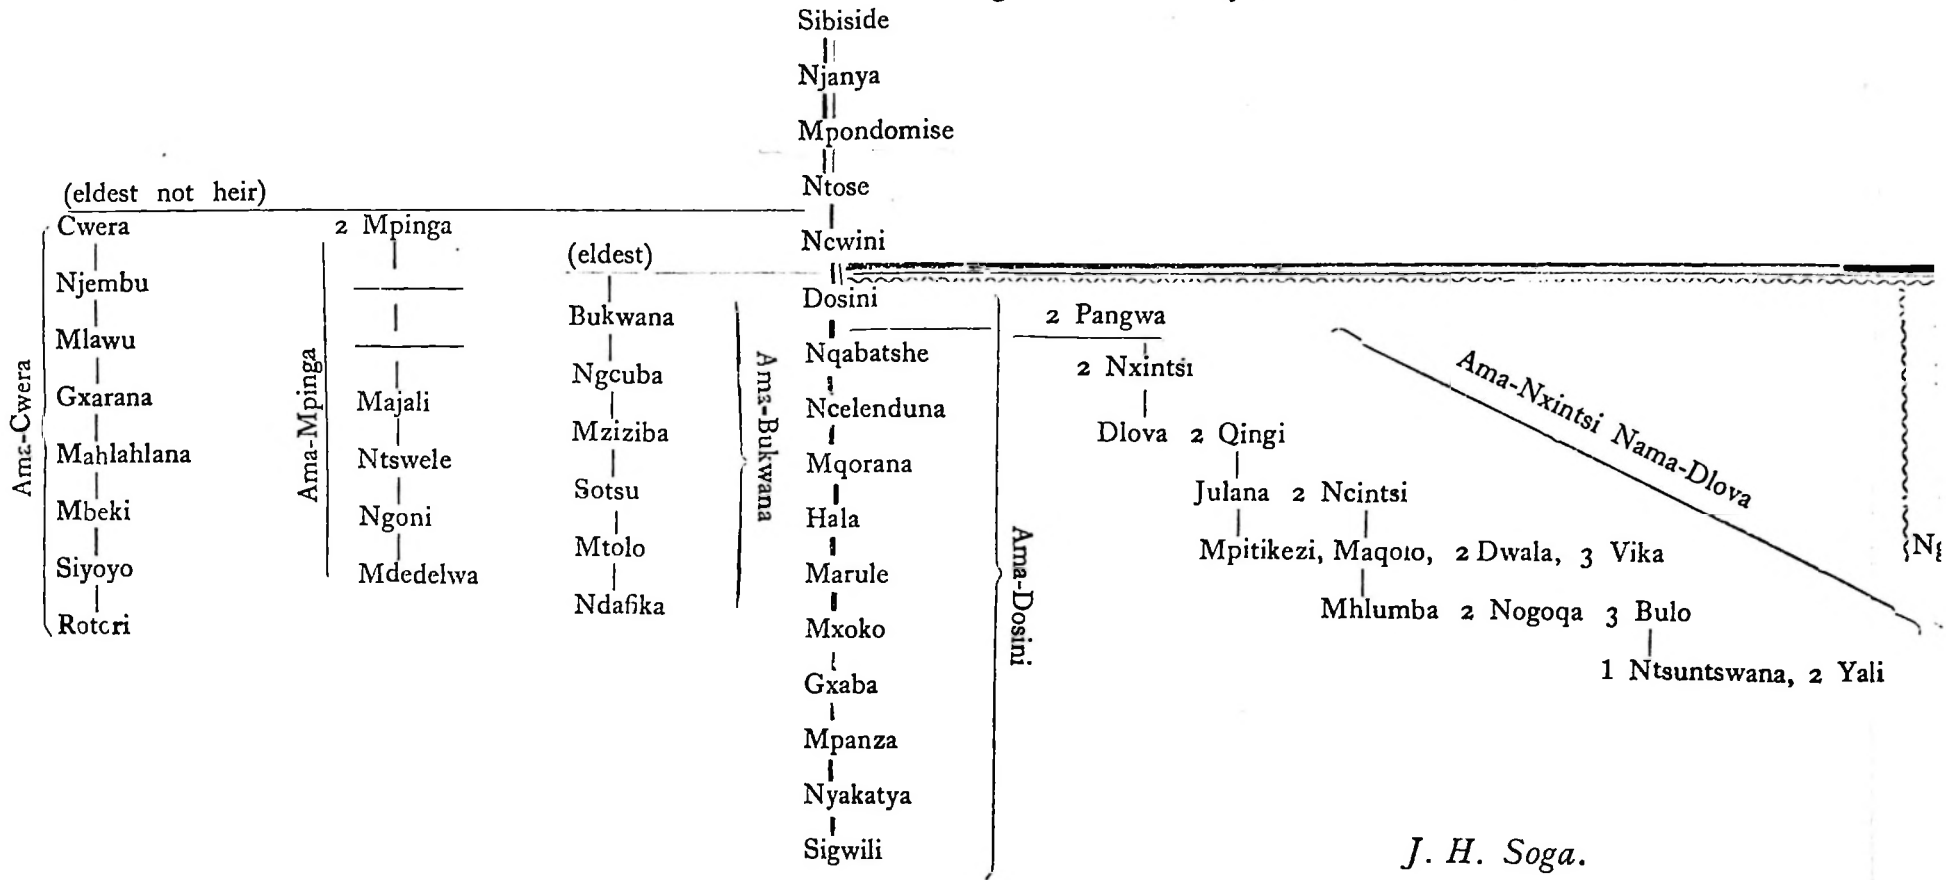 Sibiside
Njanya
Mpondomise
Ntose
(eldest not heir)
Cwera
Njembu
Mlawu
Gxarana
Mahlahlana
Mbeki
Siyoyo
Ama-Cwera
2 Mpinga
Majali
Ntswele
Ngoni
Mdedelwa
Ama-Mpinga
(eldest)
Bukwana
Ngcuba
Mziziba
Sotsu
Mtolo
Ndafika
Ama-Bukwana
Ncwini
Dosini
Nqabatshe
Ncelenduna
Mqorana
Hala
Marule
Mxoko
Gxaba
Mpanza
Nyakatya
Sigwili
Ama-Dosini
2 Pangwa
2 Nxintsi
Dlova 2 Qingi
Julana 2 Ncintsi
Mpitikezi, 2 Dwala, 3 Vika
Mhlumba 2 Nogoqa 3 Bulo
1 Ntsuntswana, 2 Yali
Ama-Nxintsi Nama-Dlova
J. H. Soga.